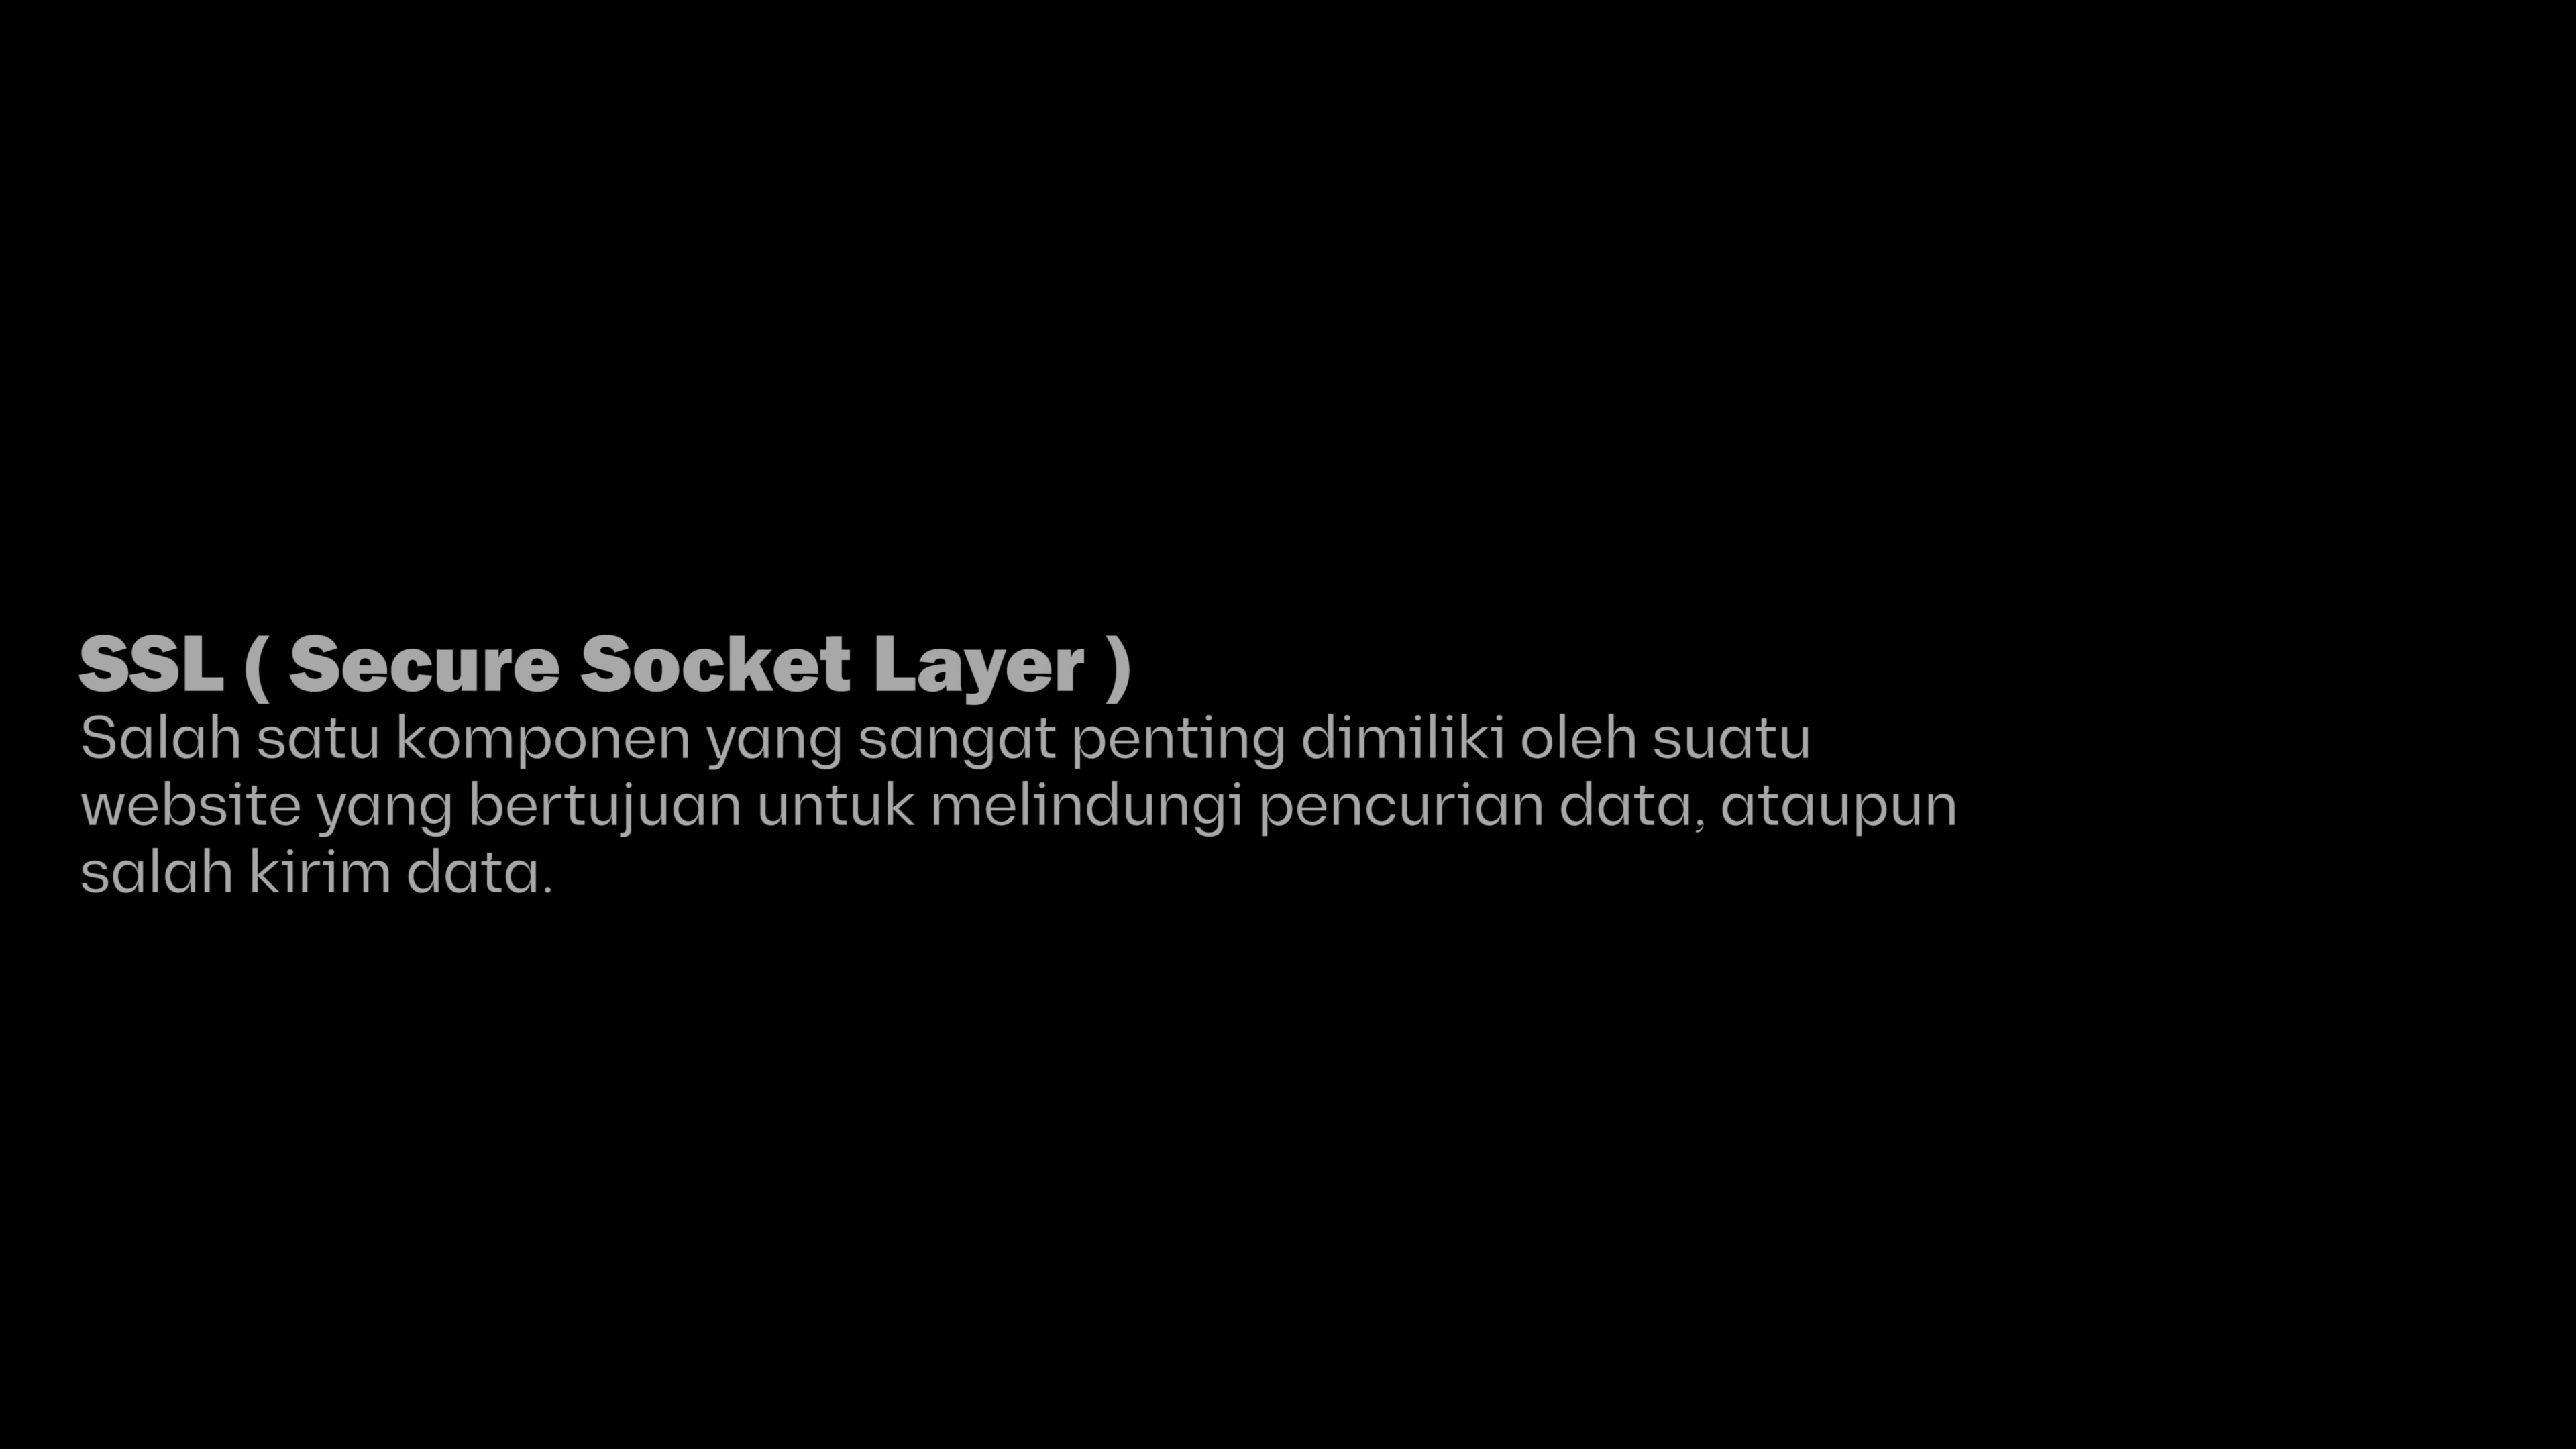 SSL ( Secure Socket Layer )
Salah satu komponen yang sangat penting dimiliki oleh suatu
website yang bertujuan untuk melindungi pencurian data, ataupun
salah kirim data.